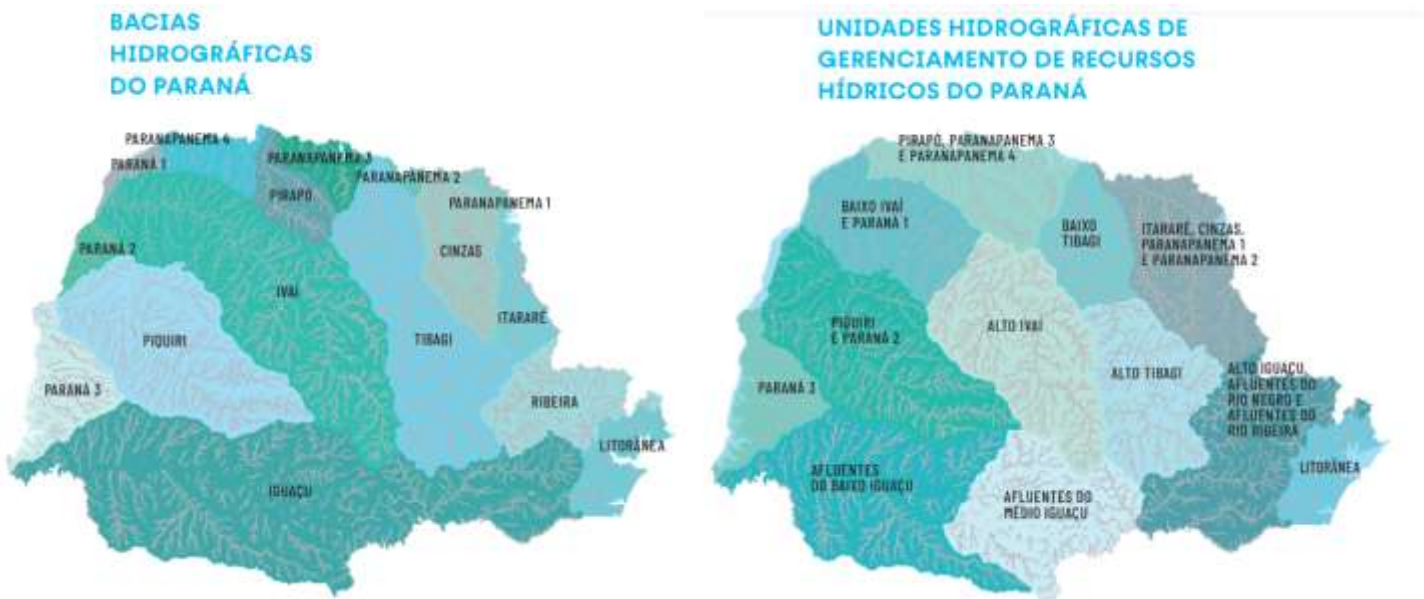 BACIAS
HIDROGRÁFICAS
DO PARANÁ
PARANAPANEMA 4
PARANÁ 1
PARANAPANEMA 3
PIRAPÓ
PARANAPANEMA 2
PARANAPANEMA 1
CINZAS
PARANÁ 2
IVAÍ
ITARARÉ
PIQUIRI
TIBAGI
PARANÁ 3
RIBEIRA
LITORÂNEA
IGUAÇU
UNIDADES HIDROGRÁFICAS DE
GERENCIAMENTO DE RECURSOS
HÍDRICOS DO PARANÁ
PIRAPÓ, PARANAPANEMA 3
E PARANAPANEMA 4
BAIXO IVAÍ
E PARANÁ 1
BAIXO
TIBAGI
ITARARÉ, CINZAS,
PARANAPANEMA 1
E PARANAPANEMA 2
PIQUIRI
E PARANÁ 2
ALTO IVAÍ
PARANÁ 3
ALTO TIBAGI
ALTO IGUAÇU,
AFLUENTES DO
RIO NEGRO E
AFLUENTES DO
RIO RIBEIRA
LITORÂNEA
AFLUENTES
DO BAIXO IGUAÇU
AFLUENTES DO
MÉDIO IGUAÇU